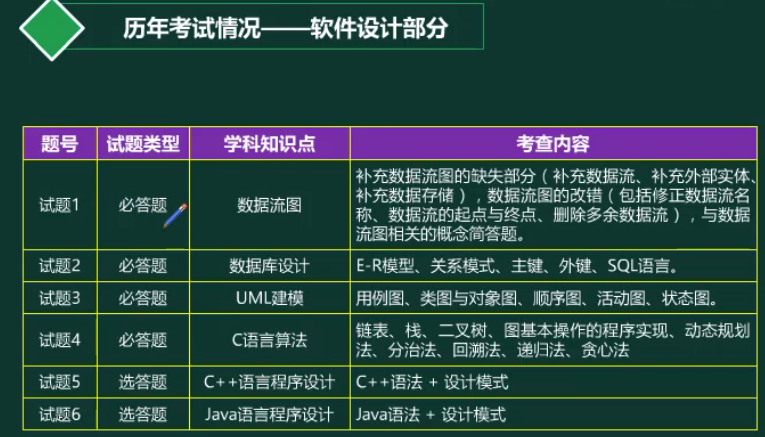 历年考试情况——软件设计部分
题号 试题类型 学科知识点 考查内容
试题1 必答题 数据流图 补充数据流图的缺失部分（补充数据流、补充外部实体、
补充数据存储），数据流图的改错（包括修正数据流名
称、数据流的起点与终点、删除多余数据流），与数据
流图相关的概念简答题。
试题2 必答题 数据库设计 E-R模型、关系模式、主键、外键、SQL语言。
试题3 必答题 UML建模 用例图、类图与对象图、顺序图、活动图、状态图。
试题4 必答题 C语言算法 链表、栈、二叉树、图基本操作的程序实现、动态规划
法、分治法、回溯法、递归法、贪心法
试题5 选答题 C++语言程序设计 C++语法 + 设计模式
试题6 选答题 Java语言程序设计 Java语法 + 设计模式